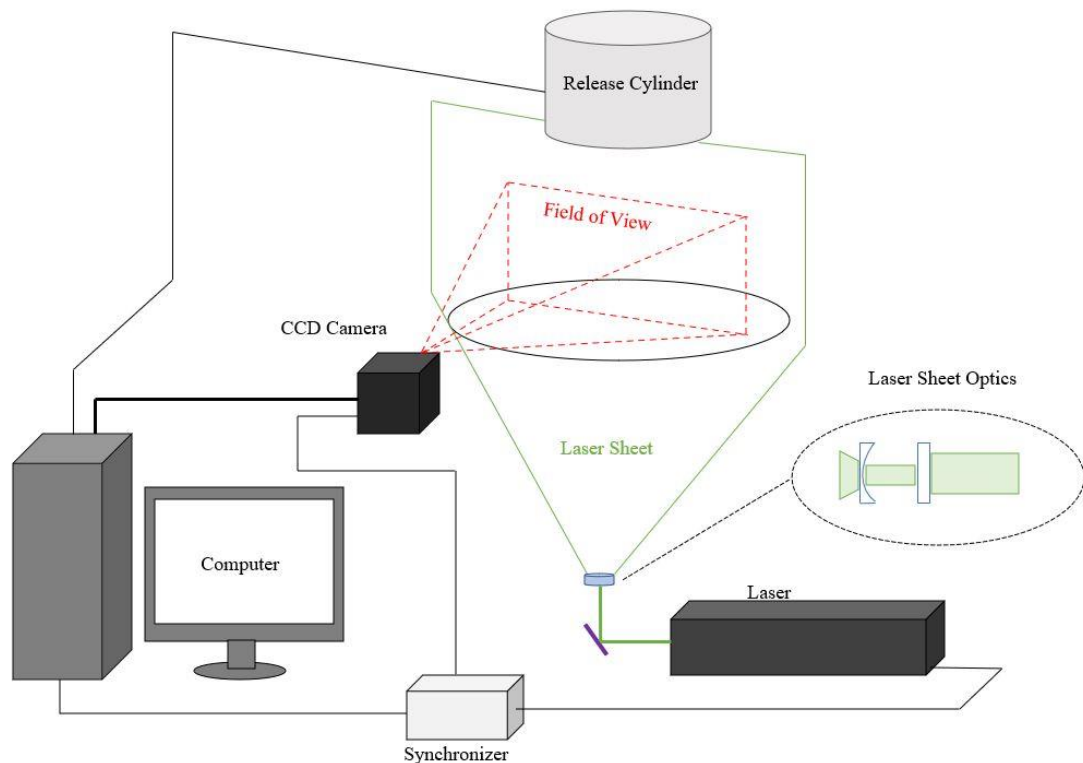 Release Cylinder
Field of View
CCD Camera
Laser Sheet Optics
Laser Sheet
Computer
Laser
Synchronizer